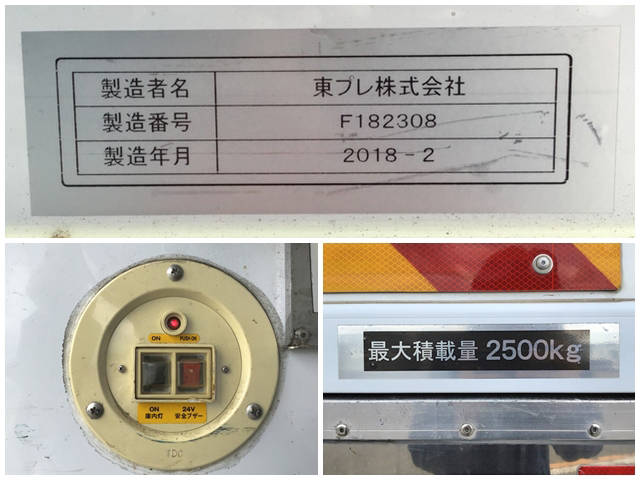 製造者名 東プレ株式会社
製造番号 F182308
製造年月 2018-2
ON PUSH ON
ON 24V
庫内灯 安全ブザー
TDC
最大積載量 2500kg